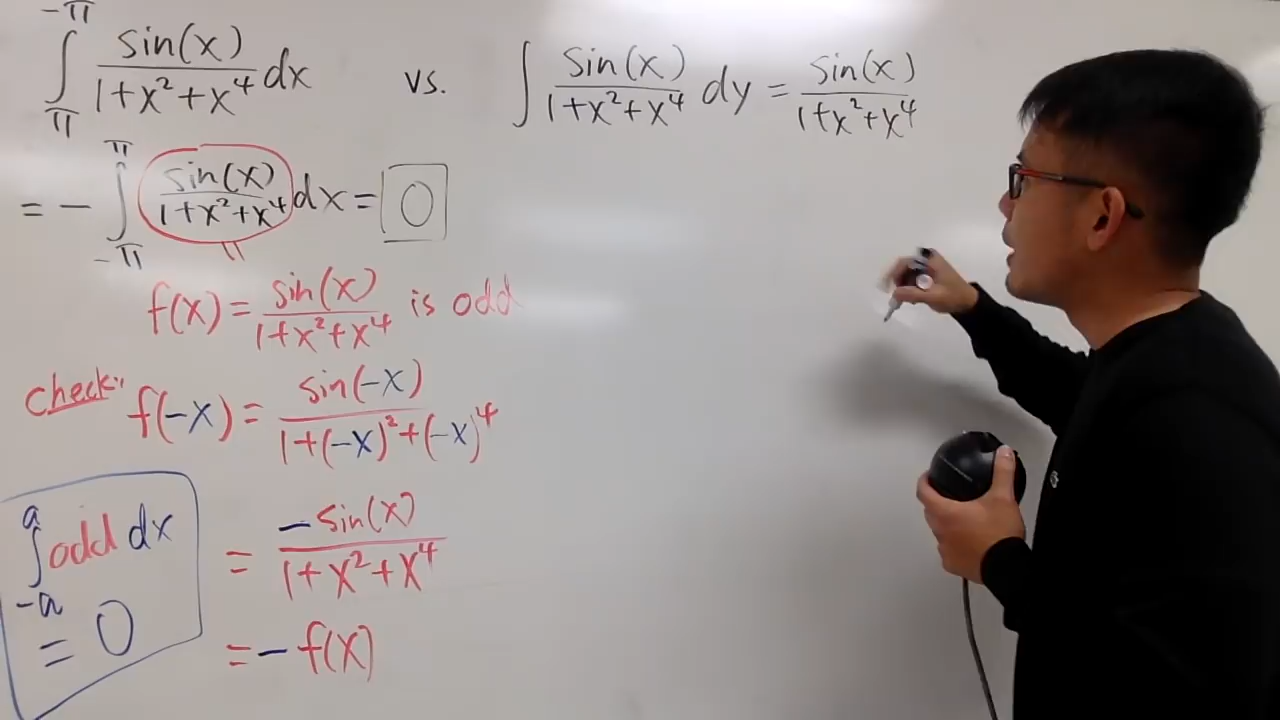 ∫_{π}^{-π} sin(x)/(1+x²+x⁴) dx vs. ∫ sin(x)/(1+x²+x⁴) dy = sin(x)/(1+x²+x⁴)
= - ∫_{-π}^{π} sin(x)/(1+x²+x⁴) dx = 0
f(x) = sin(x)/(1+x²+x⁴) is odd
check: f(-x) = sin(-x)/(1+(-x)²+(-x)⁴)
= -sin(x)/(1+x²+x⁴)
= -f(x)
∫_{-a}^{a} odd dx
= 0